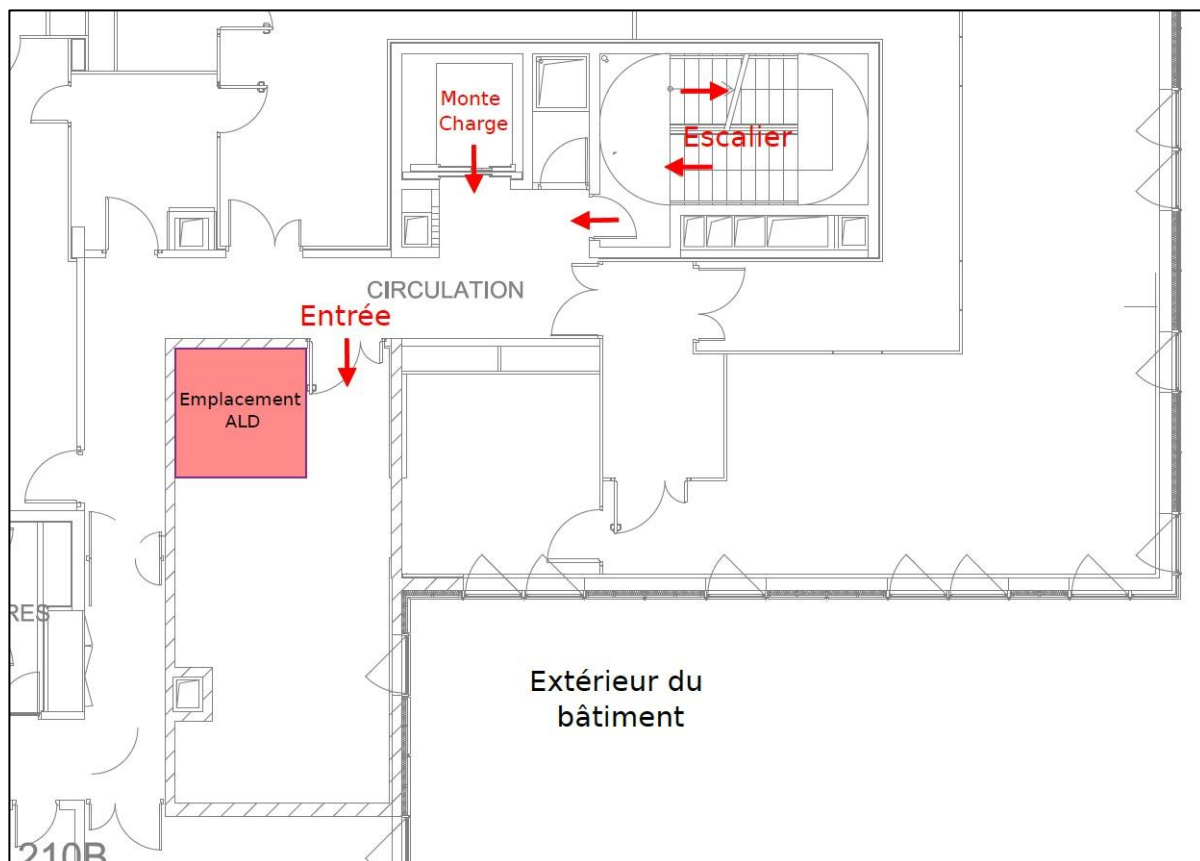 Monte
Charge
Escalier
CIRCULATION
Entrée
Emplacement
ALD
RES
Extérieur du
bâtiment
210B